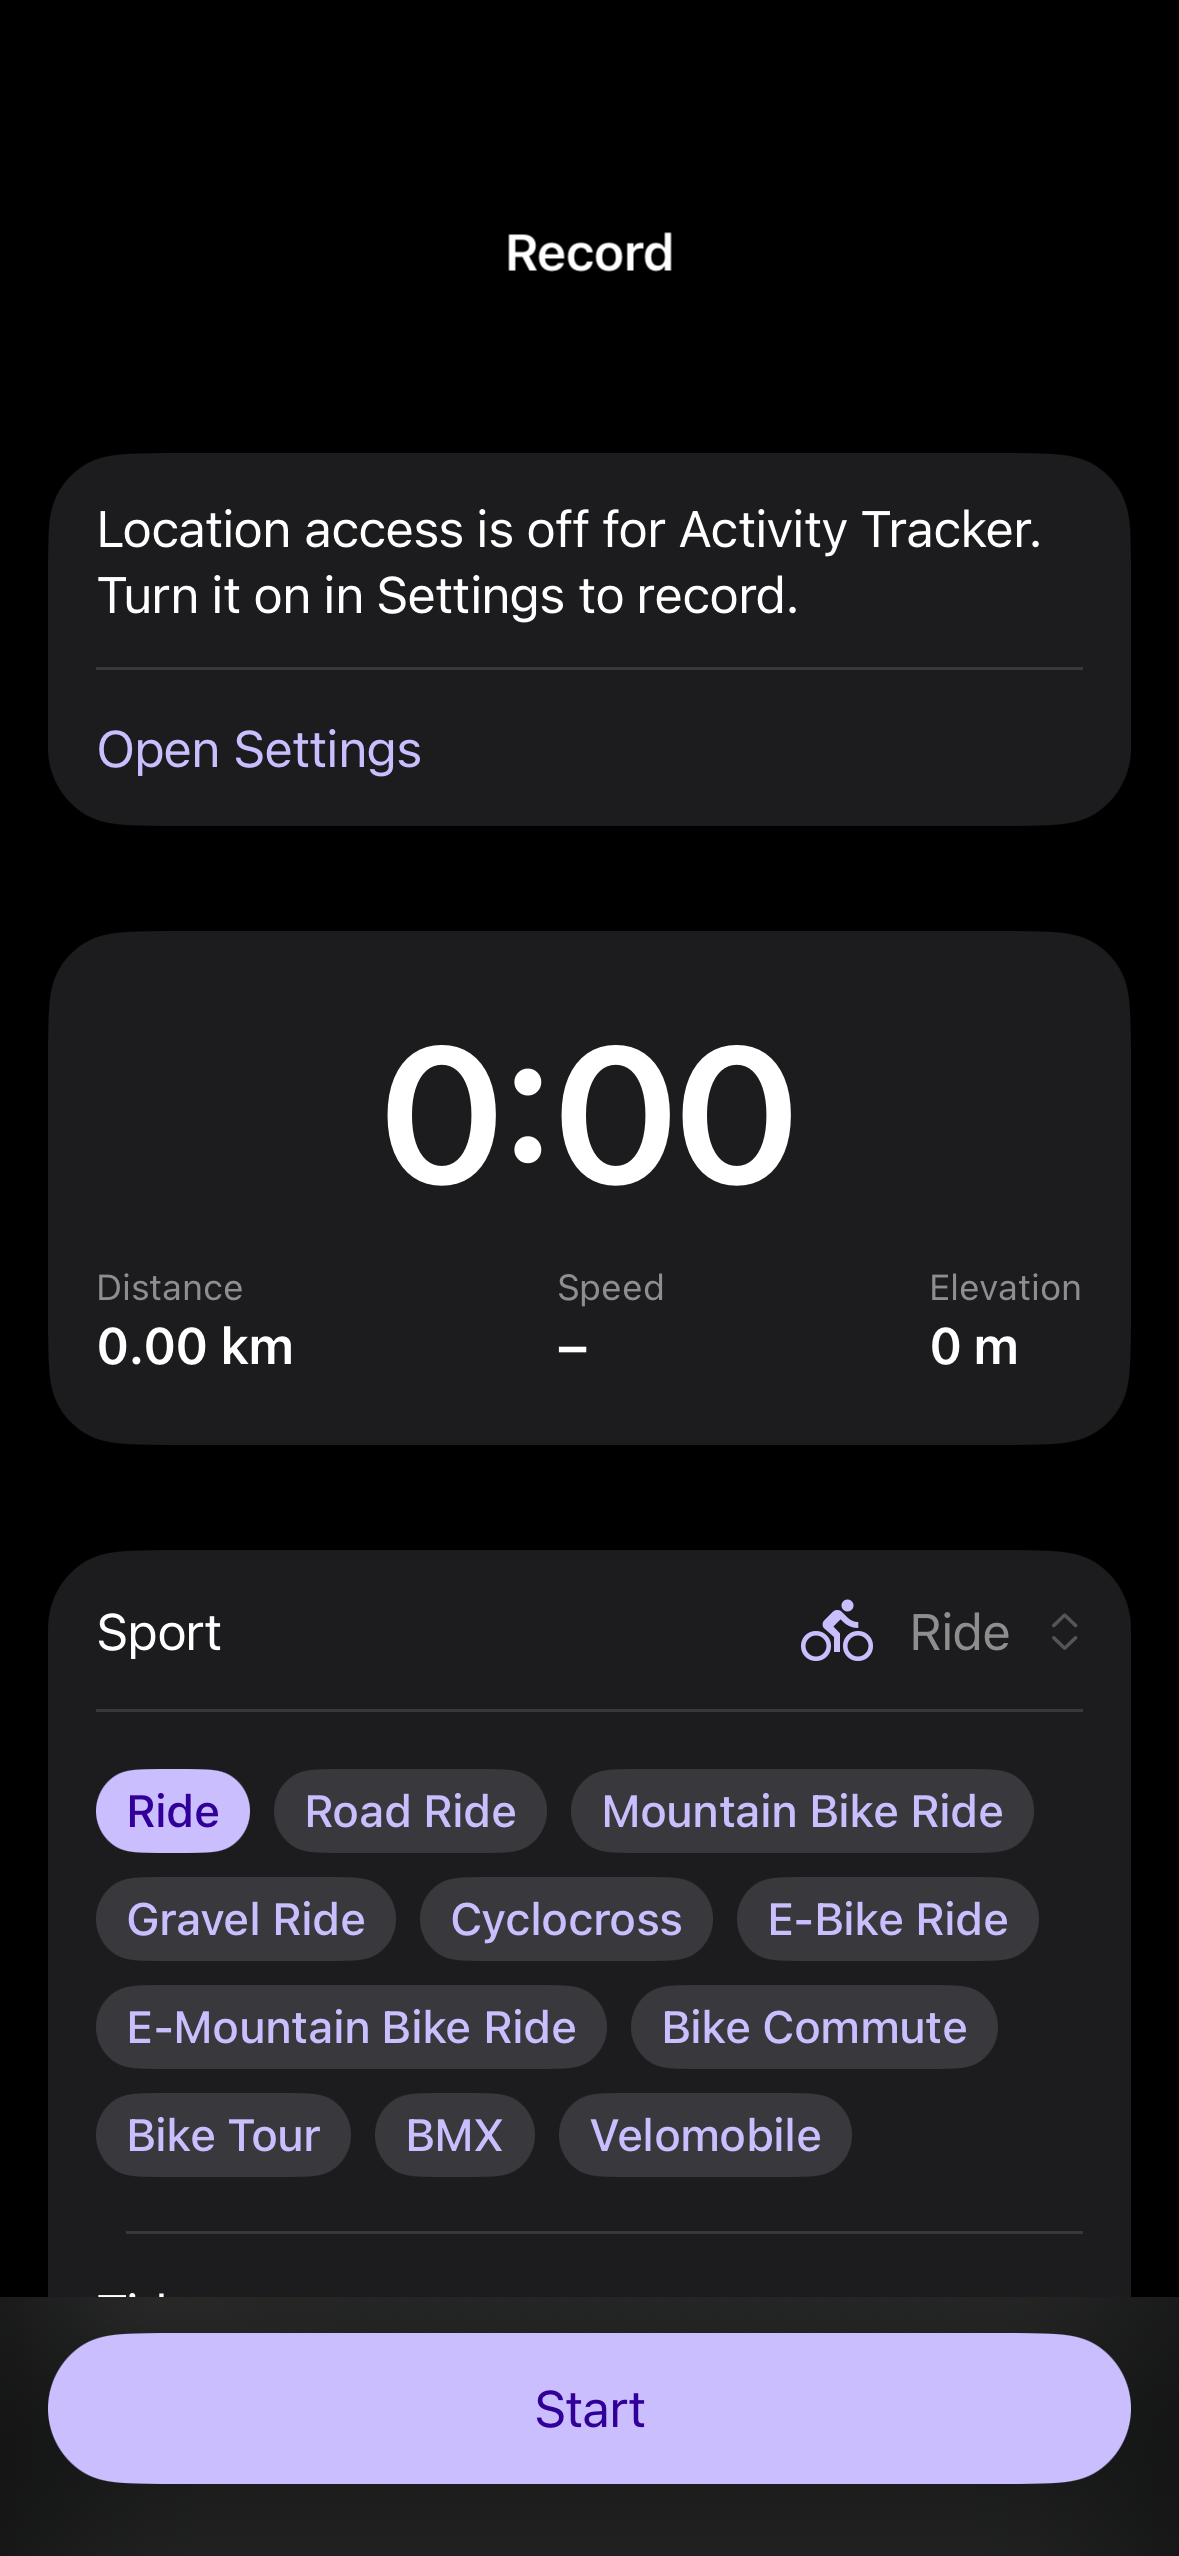 Record
Location access is off for Activity Tracker.
Turn it on in Settings to record.
Open Settings
0:00
Distance Speed Elevation
0.00 km – 0 m
Sport Ride
Ride Road Ride Mountain Bike Ride
Gravel Ride Cyclocross E-Bike Ride
E-Mountain Bike Ride Bike Commute
Bike Tour BMX Velomobile
Start